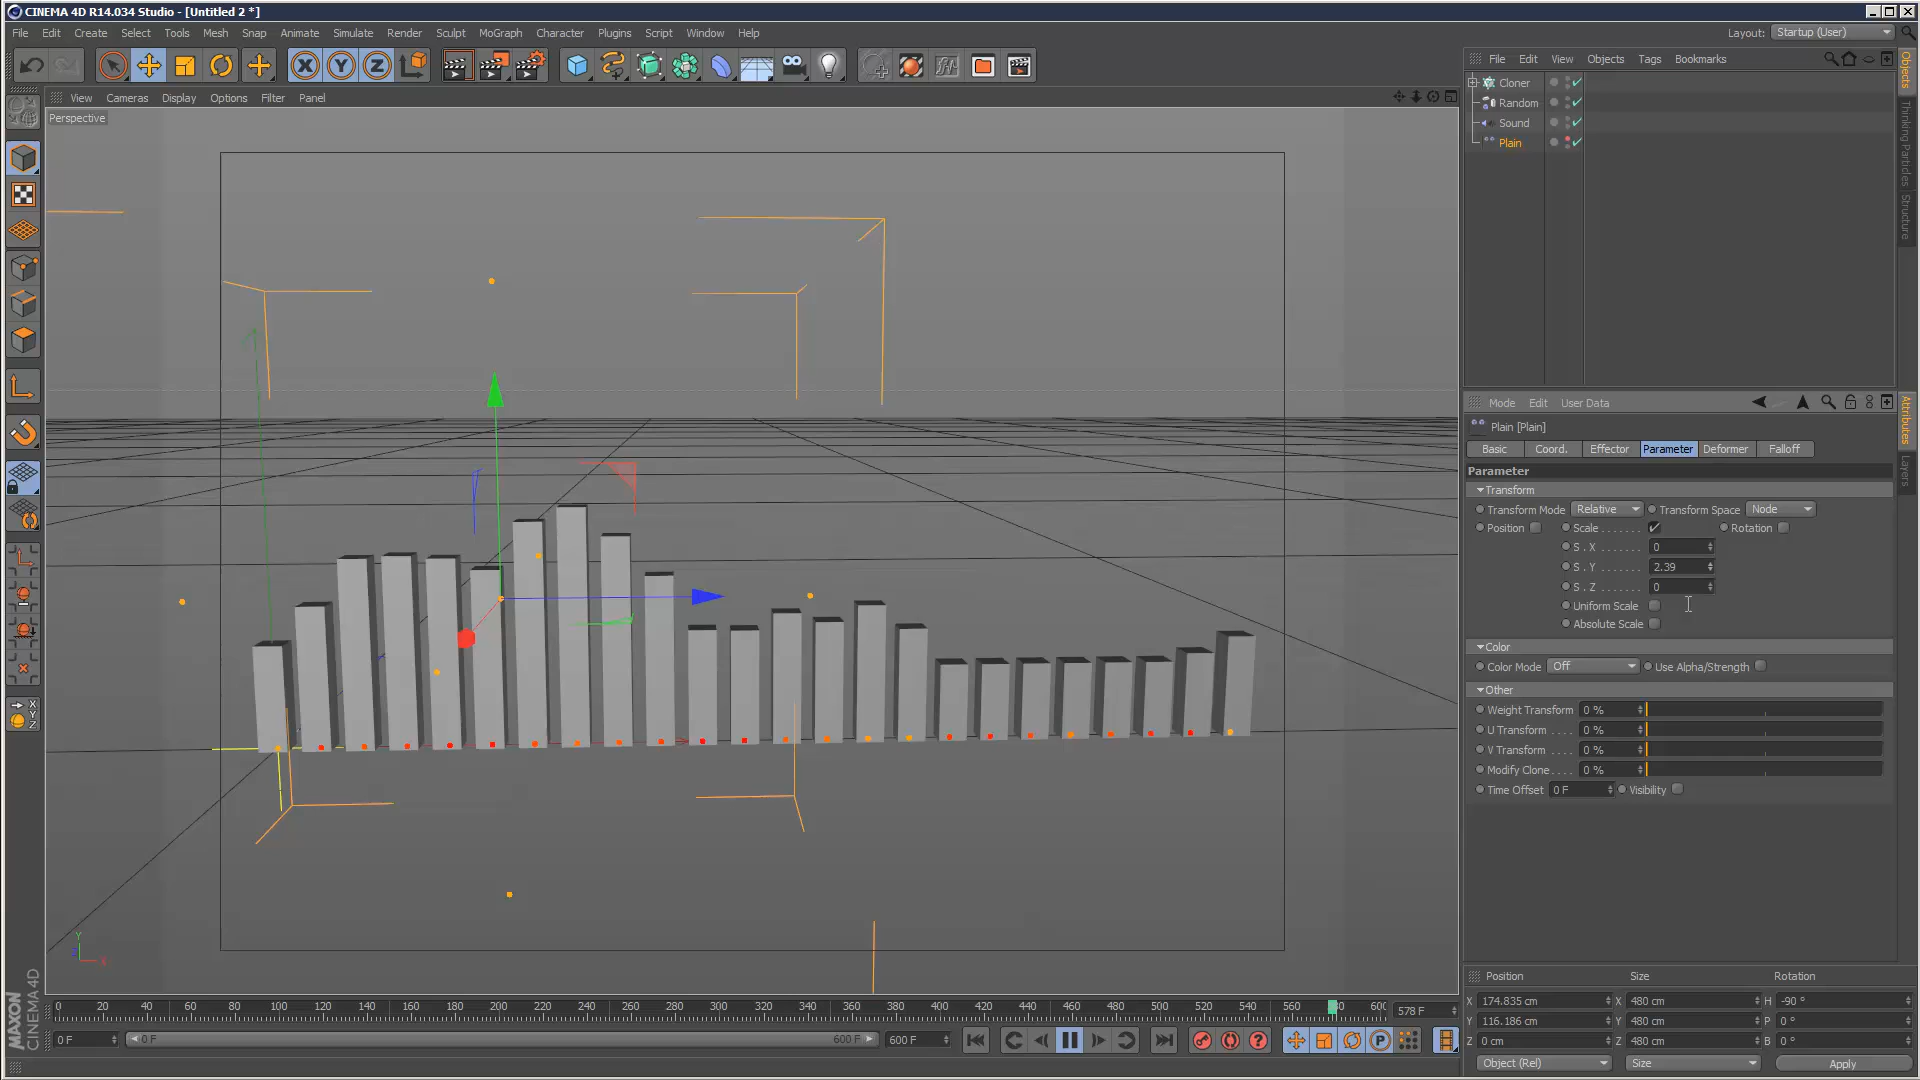 CINEMA 4D R14.034 Studio - [Untitled 2 *]
File Edit Create Select Tools Mesh Snap Animate Simulate Render Sculpt MoGraph Character Plugins Script Window Help
Layout: Startup (User)
X Y Z
View Cameras Display Options Filter Panel
Perspective
File Edit View Objects Tags Bookmarks
Cloner
Random
Sound
Plain
Objects
Thinking Particles
Structure
Mode Edit User Data
Plain [Plain]
Basic Coord. Effector Parameter Deformer Falloff
Parameter
Transform
Transform Mode Relative Transform Space Node
Position Scale . . . . . . . Rotation
S . X . . . . . . . 0
S . Y . . . . . . . 2.39
S . Z . . . . . . . 0
Uniform Scale
Absolute Scale
Color
Color Mode Off Use Alpha/Strength
Other
Weight Transform 0 %
U Transform . . . . 0 %
V Transform . . . . 0 %
Modify Clone . . . . 0 %
Time Offset 0 F Visibility
Attributes
Layers
X
Y
Z
Y
X
MAXON
CINEMA 4D
0 20 40 60 80 100 120 140 160 180 200 220 240 260 280 300 320 340 360 380 400 420 440 460 480 500 520 540 560 80 600 578 F
0 F 0 F 600 F 600 F
P
Position Size Rotation
X 174.835 cm X 480 cm H -90 °
Y 116.186 cm Y 480 cm P 0 °
Z 0 cm Z 480 cm B 0 °
Object (Rel) Size Apply